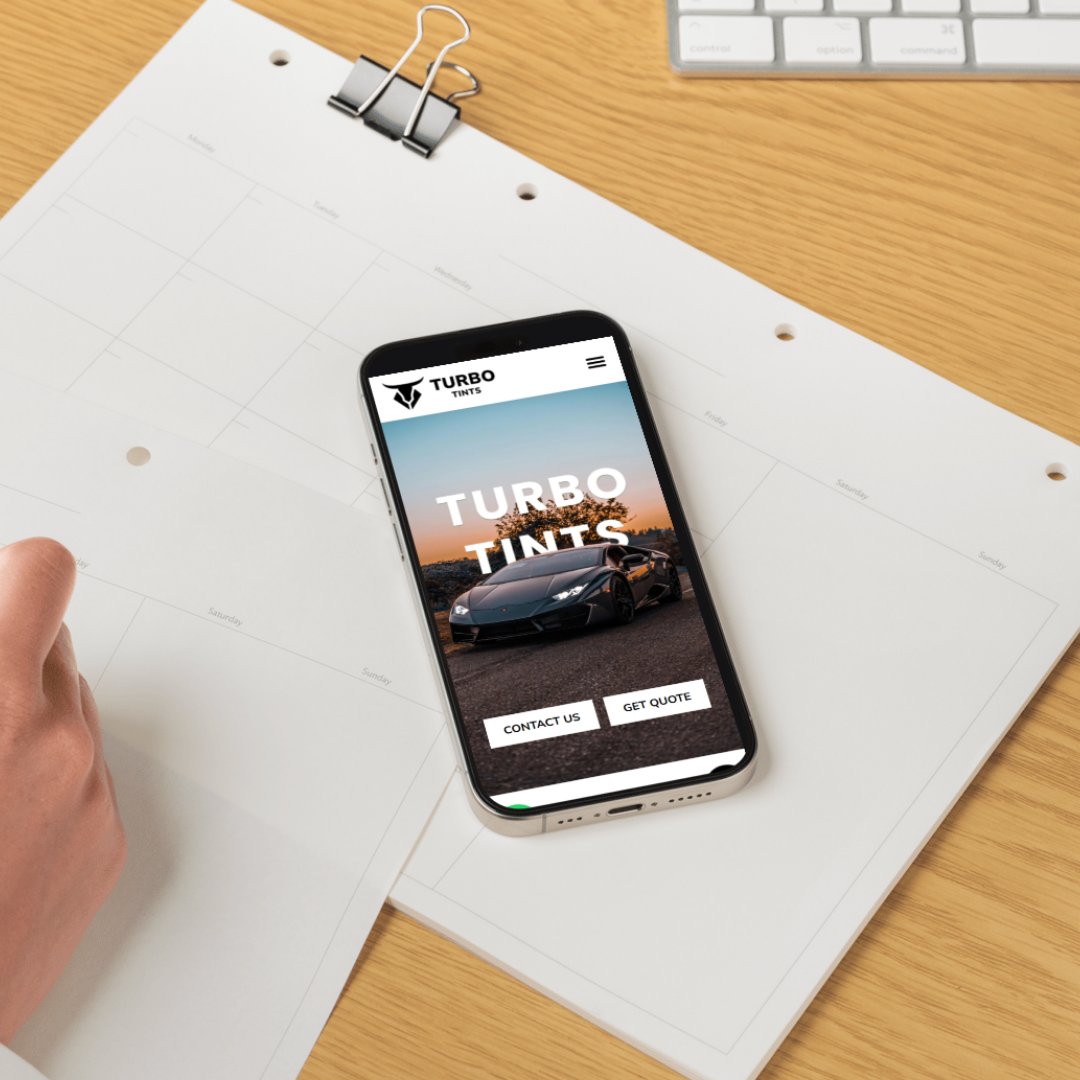 control
option
command
Monday
Tuesday
Wednesday
Friday
Saturday
Sunday
TURBO
TINTS
TURBO
TINTS
CONTACT US
GET QUOTE
Saturday
Sunday